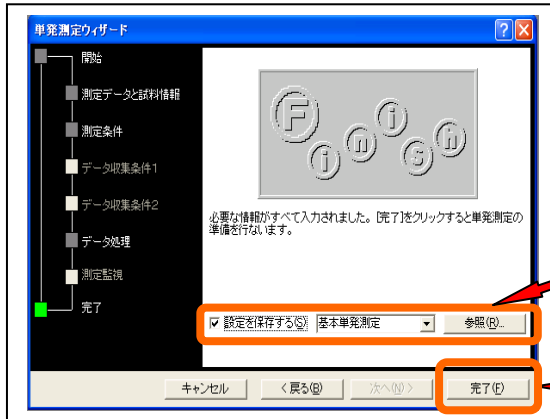 単発測定ウィザード
開始
測定データと試料情報
測定条件
データ収集条件1
データ収集条件2
データ処理
測定監視
完了
Finish
必要な情報がすべて入力されました。[完了]をクリックすると単発測定の
準備を行ないます。
設定を保存する(S) 基本単発測定 参照(R)...
キャンセル < 戻る(B) 次へ(N) > 完了(F)